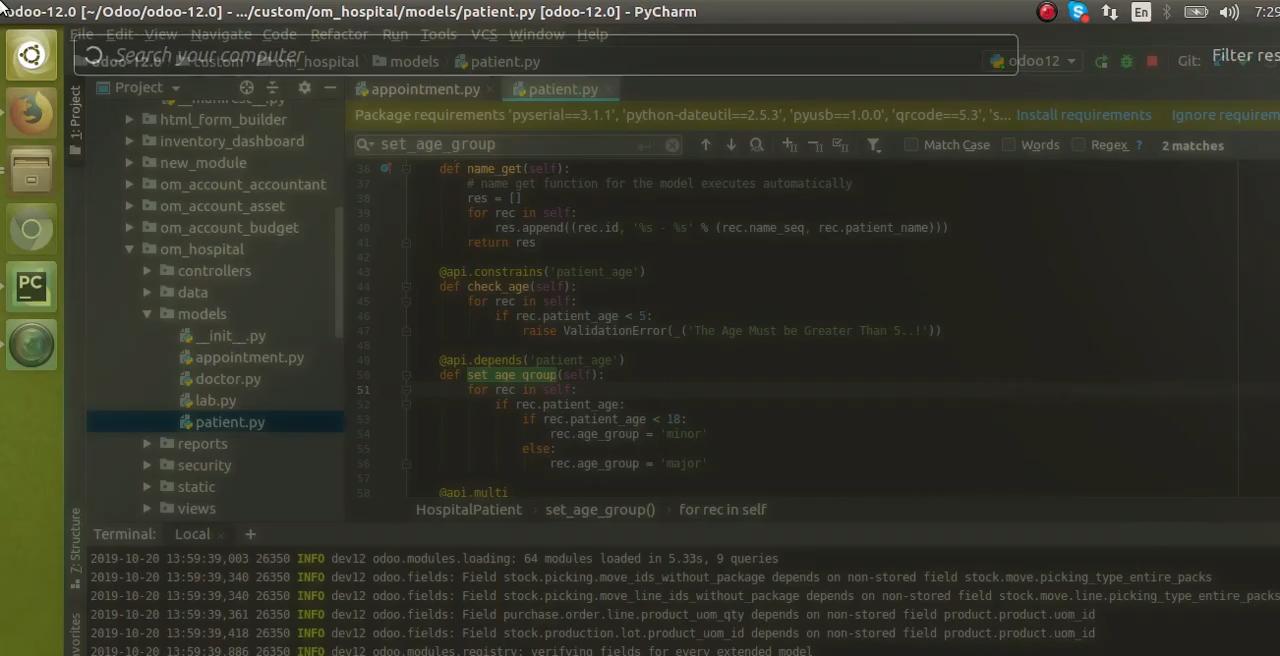 odoo-12.0 [~/Odoo/odoo-12.0] - .../custom/om_hospital/models/patient.py [odoo-12.0] - PyCharm
En
7:29
File Edit View Navigate Code Refactor Run Tools VCS Window Help
Search your computer
Filter res
odoo-12.0 custom om_hospital models patient.py
odoo12
Git:
Project
appointment.py
patient.py
1: Project
__manifest__.py
html_form_builder
inventory_dashboard
new_module
om_account_accountant
om_account_asset
om_account_budget
om_hospital
controllers
data
models
__init__.py
appointment.py
doctor.py
lab.py
patient.py
reports
security
static
views
Package requirements 'pyserial==3.1.1', 'python-dateutil==2.5.3', 'pyusb==1.0.0', 'qrcode==5.3', 's... Install requirements Ignore requirem
set_age_group
Match Case Words Regex ? 2 matches
36 def name_get(self):
37 # name get function for the model executes automatically
38 res = []
39 for rec in self:
40 res.append((rec.id, '%s - %s' % (rec.name_seq, rec.patient_name)))
41 return res
42
43 @api.constrains('patient_age')
44 def check_age(self):
45 for rec in self:
46 if rec.patient_age < 5:
47 raise ValidationError(_('The Age Must be Greater Than 5..!'))
48
49 @api.depends('patient_age')
50 def set_age_group(self):
51 for rec in self:
52 if rec.patient_age:
53 if rec.patient_age < 18:
54 rec.age_group = 'minor'
55 else:
56 rec.age_group = 'major'
57
58 @api.multi
HospitalPatient set_age_group() for rec in self
Terminal: Local +
7: Structure
avorites
2019-10-20 13:59:39,003 26350 INFO dev12 odoo.modules.loading: 64 modules loaded in 5.33s, 9 queries
2019-10-20 13:59:39,340 26350 INFO dev12 odoo.fields: Field stock.picking.move_ids_without_package depends on non-stored field stock.move.picking_type_entire_packs
2019-10-20 13:59:39,340 26350 INFO dev12 odoo.fields: Field stock.picking.move_line_ids_without_package depends on non-stored field stock.move.line.picking_type_entire_packs
2019-10-20 13:59:39,361 26350 INFO dev12 odoo.fields: Field purchase.order.line.product_uom_qty depends on non-stored field product.product.uom_id
2019-10-20 13:59:39,418 26350 INFO dev12 odoo.fields: Field stock.production.lot.product_uom_id depends on non-stored field product.product.uom_id
2019-10-20 13:59:39,886 26350 INFO dev12 odoo.modules.registry: verifying fields for every extended model